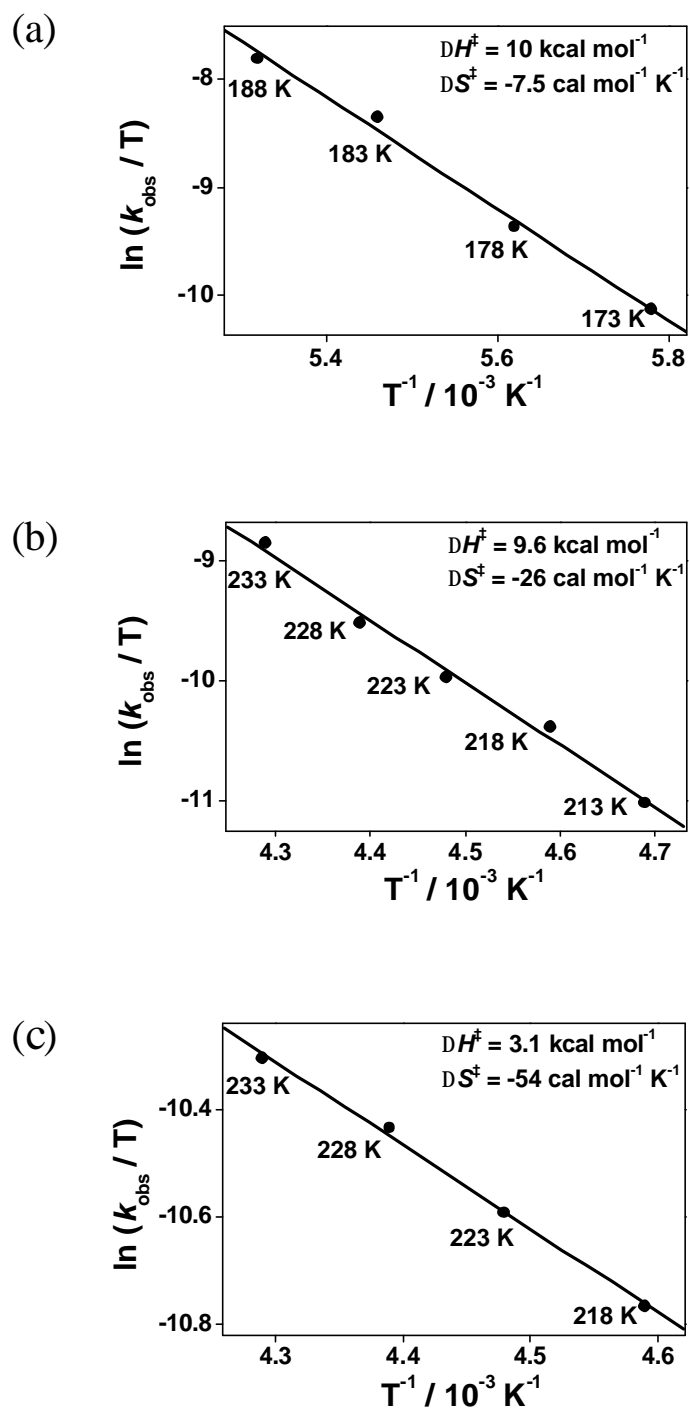 (a)
DH‡ = 10 kcal mol⁻¹
DS‡ = -7.5 cal mol⁻¹ K⁻¹
-8
-9
-10
ln (k_obs / T)
188 K
183 K
178 K
173 K
5.4
5.6
5.8
T⁻¹ / 10⁻³ K⁻¹
(b)
DH‡ = 9.6 kcal mol⁻¹
DS‡ = -26 cal mol⁻¹ K⁻¹
-9
-10
-11
ln (k_obs / T)
233 K
228 K
223 K
218 K
213 K
4.3
4.4
4.5
4.6
4.7
T⁻¹ / 10⁻³ K⁻¹
(c)
DH‡ = 3.1 kcal mol⁻¹
DS‡ = -54 cal mol⁻¹ K⁻¹
-10.4
-10.6
-10.8
ln (k_obs / T)
233 K
228 K
223 K
218 K
4.3
4.4
4.5
4.6
T⁻¹ / 10⁻³ K⁻¹